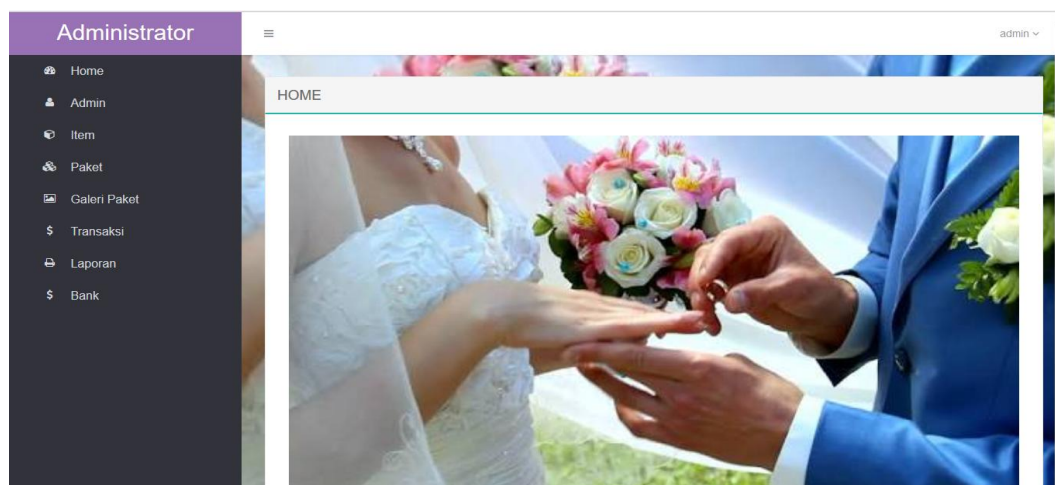 Administrator
admin
Home
Admin
Item
Paket
Galeri Paket
$ Transaksi
Laporan
$ Bank
HOME